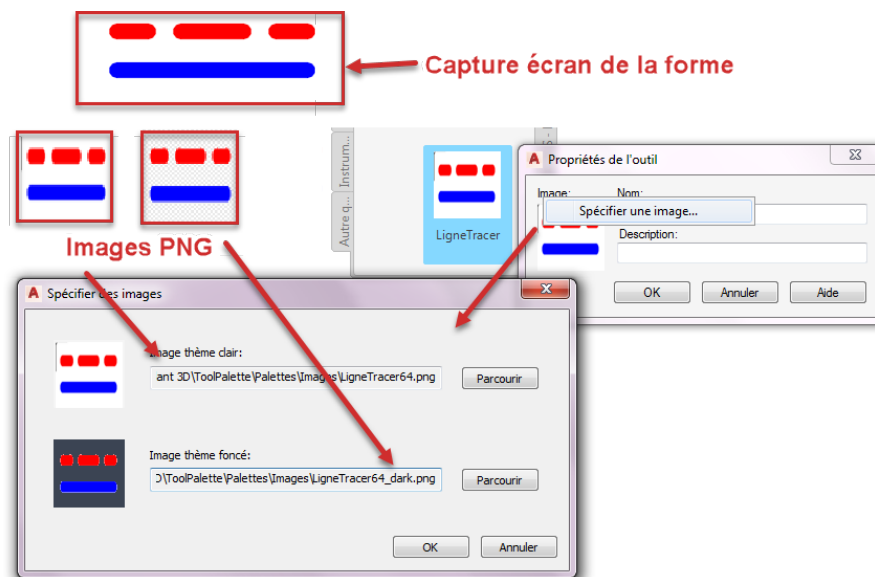 Capture écran de la forme
Instrum...
Autre q...
LigneTracer
Propriétés de l'outil
Image:
Nom:
Spécifier une image...
Description:
OK
Annuler
Aide
Images PNG
Spécifier des images
Image thème clair:
ant 3D\ToolPalette\Palettes\Images\LigneTracer64.png
Parcourir
Image thème foncé:
D\ToolPalette\Palettes\Images\LigneTracer64_dark.png
Parcourir
OK
Annuler